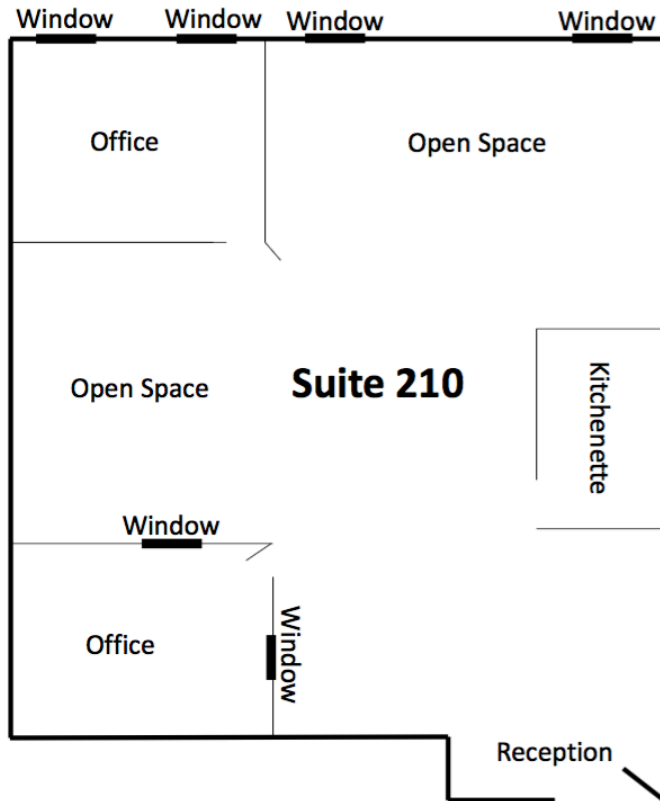 Window
Window
Window
Window
Office
Open Space
Open Space
Suite 210
Kitchenette
Window
Office
Window
Reception